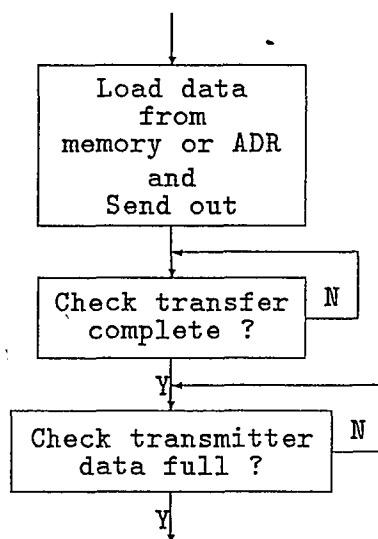 Load data
from
memory or ADR
and
Send out
Check transfer
complete ?
N
Y
Check transmitter
data full ?
N
Y